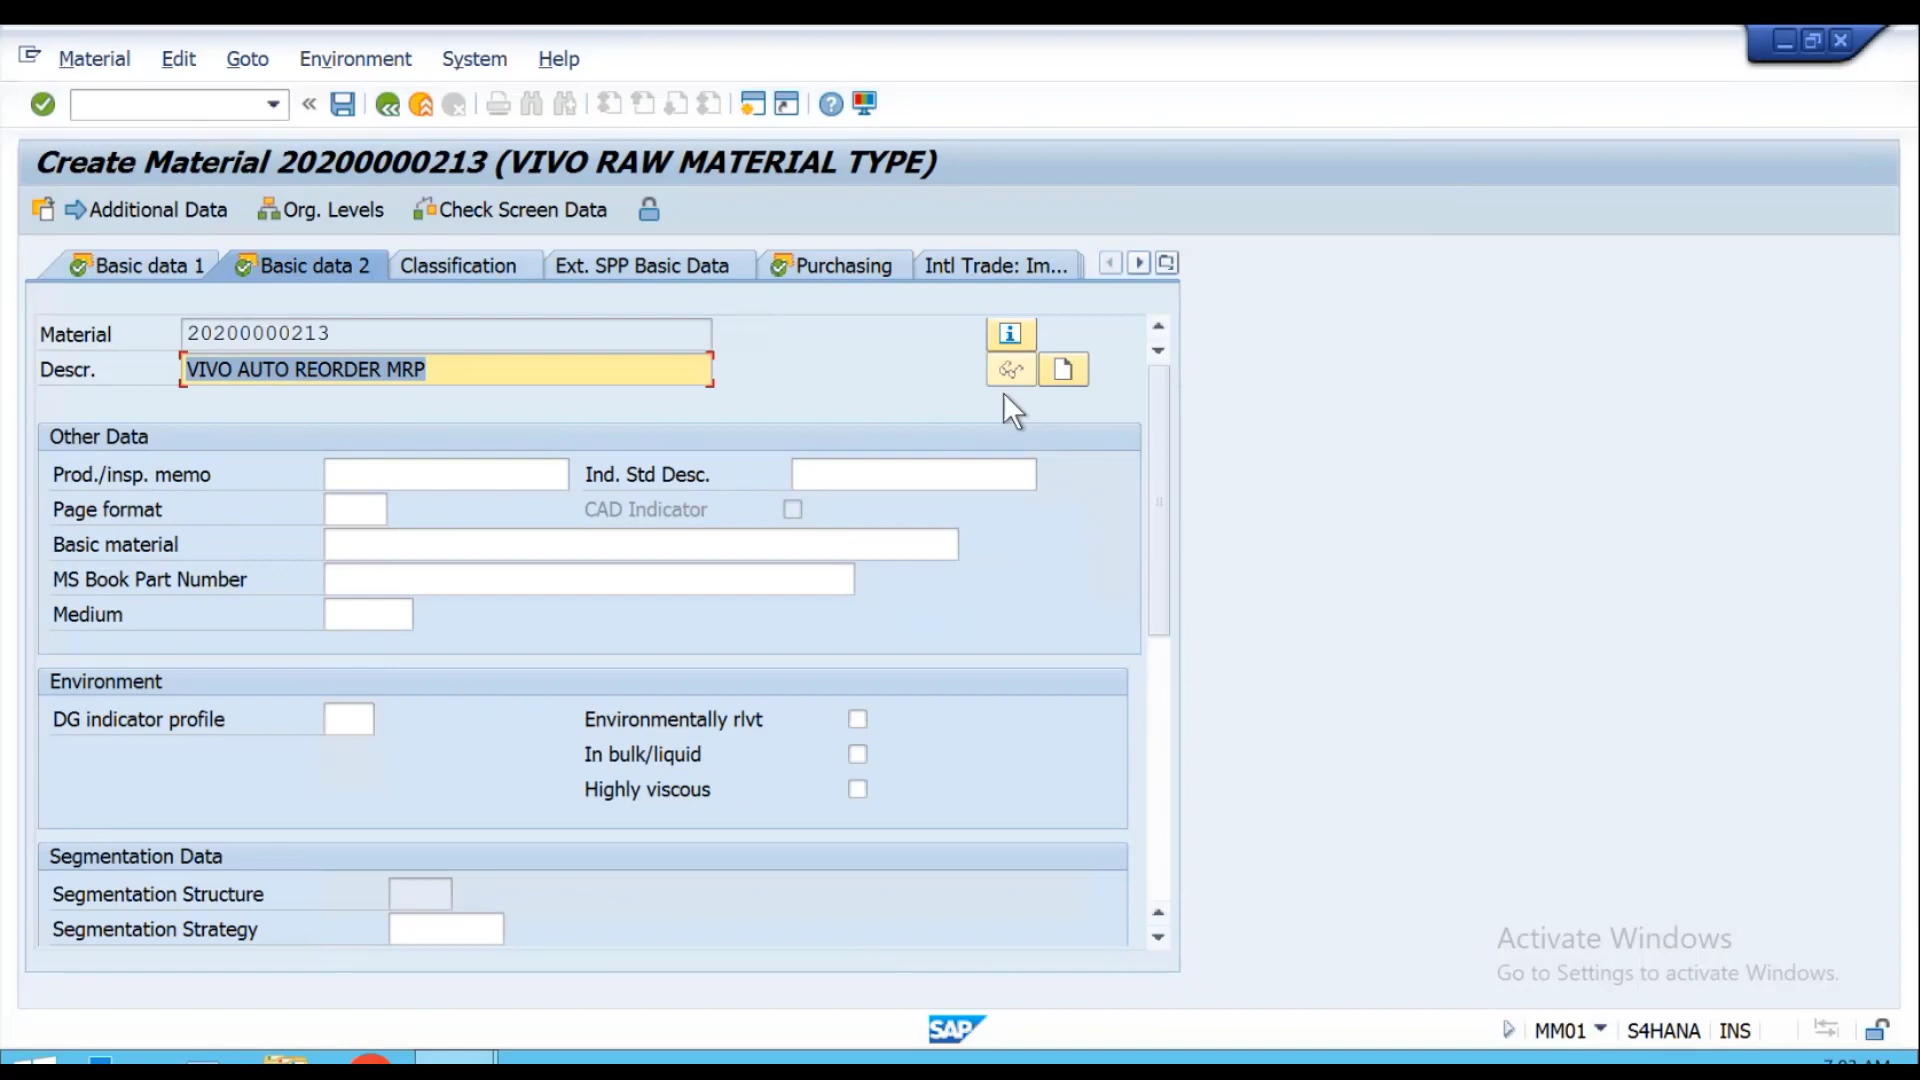 Material Edit Goto Environment System Help
Create Material 20200000213 (VIVO RAW MATERIAL TYPE)
Additional Data Org. Levels Check Screen Data
Basic data 1 Basic data 2 Classification Ext. SPP Basic Data Purchasing Intl Trade: Im...
Material 20200000213
Descr. VIVO AUTO REORDER MRP
Other Data
Prod./insp. memo Ind. Std Desc.
Page format CAD Indicator
Basic material
MS Book Part Number
Medium
Environment
DG indicator profile Environmentally rlvt
In bulk/liquid
Highly viscous
Segmentation Data
Segmentation Structure
Segmentation Strategy
Activate Windows
Go to Settings to activate Windows.
SAP MM01 S4HANA INS